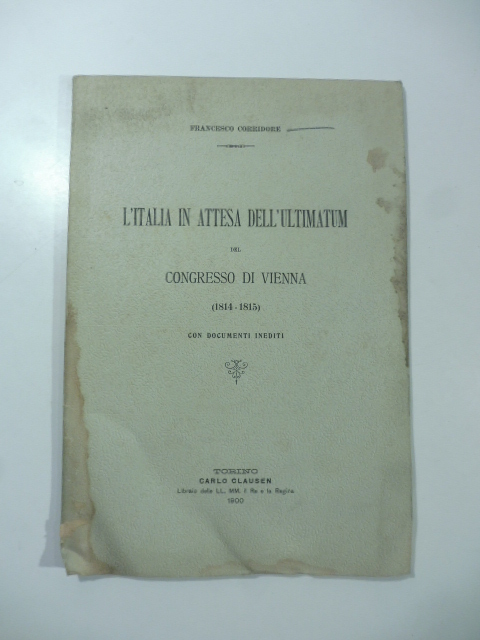 FRANCESCO CORRIDORE
L'ITALIA IN ATTESA DELL'ULTIMATUM
DEL
CONGRESSO DI VIENNA
(1814-1815)
CON DOCUMENTI INEDITI
TORINO
CARLO CLAUSEN
Libraio delle LL. MM. il Re e la Regina
1900